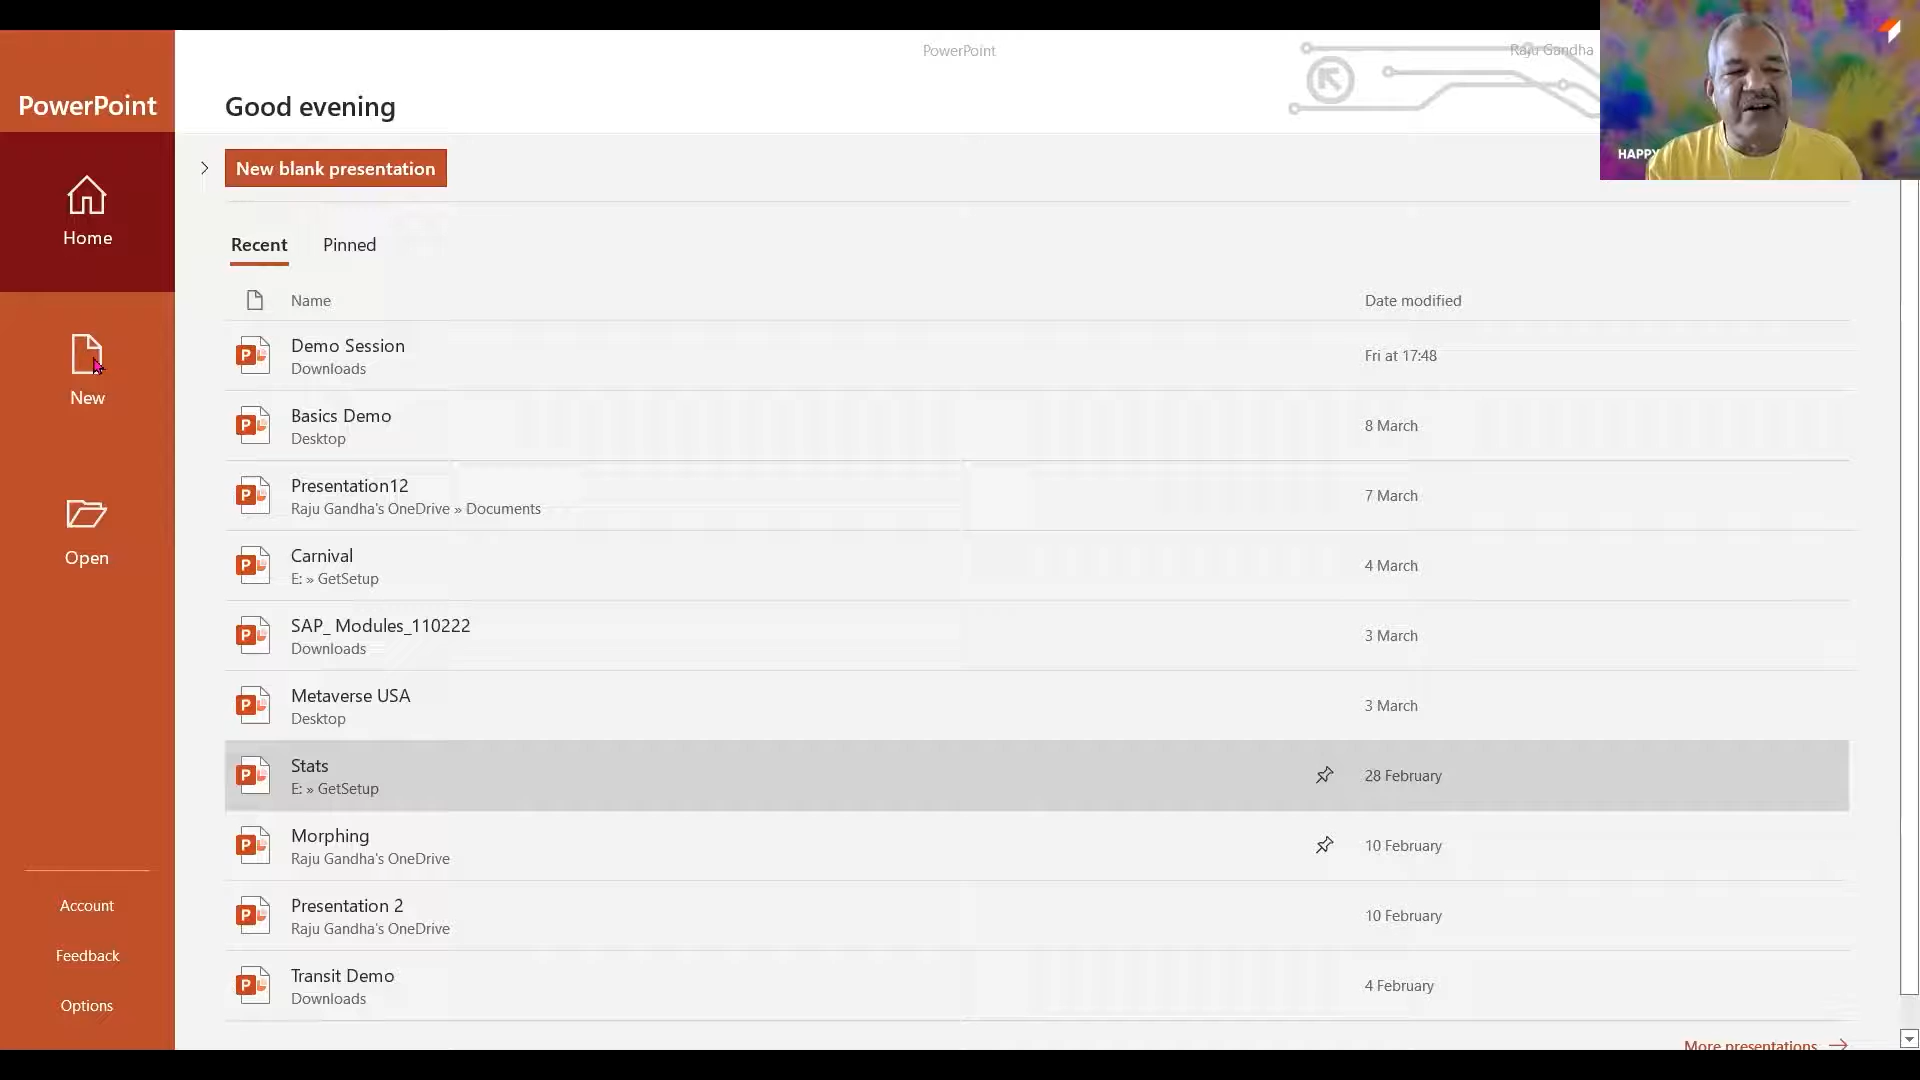 PowerPoint
Raju Gandha
HAPPY
PowerPoint
Good evening
New blank presentation
Home
Recent
Pinned
Name
Date modified
Demo Session
Downloads
Fri at 17:48
New
Basics Demo
Desktop
8 March
Presentation12
Raju Gandha's OneDrive » Documents
7 March
Open
Carnival
E: » GetSetup
4 March
SAP_ Modules_110222
Downloads
3 March
Metaverse USA
Desktop
3 March
Stats
E: » GetSetup
28 February
Morphing
Raju Gandha's OneDrive
10 February
Account
Presentation 2
Raju Gandha's OneDrive
10 February
Feedback
Transit Demo
Downloads
4 February
Options
More presentations